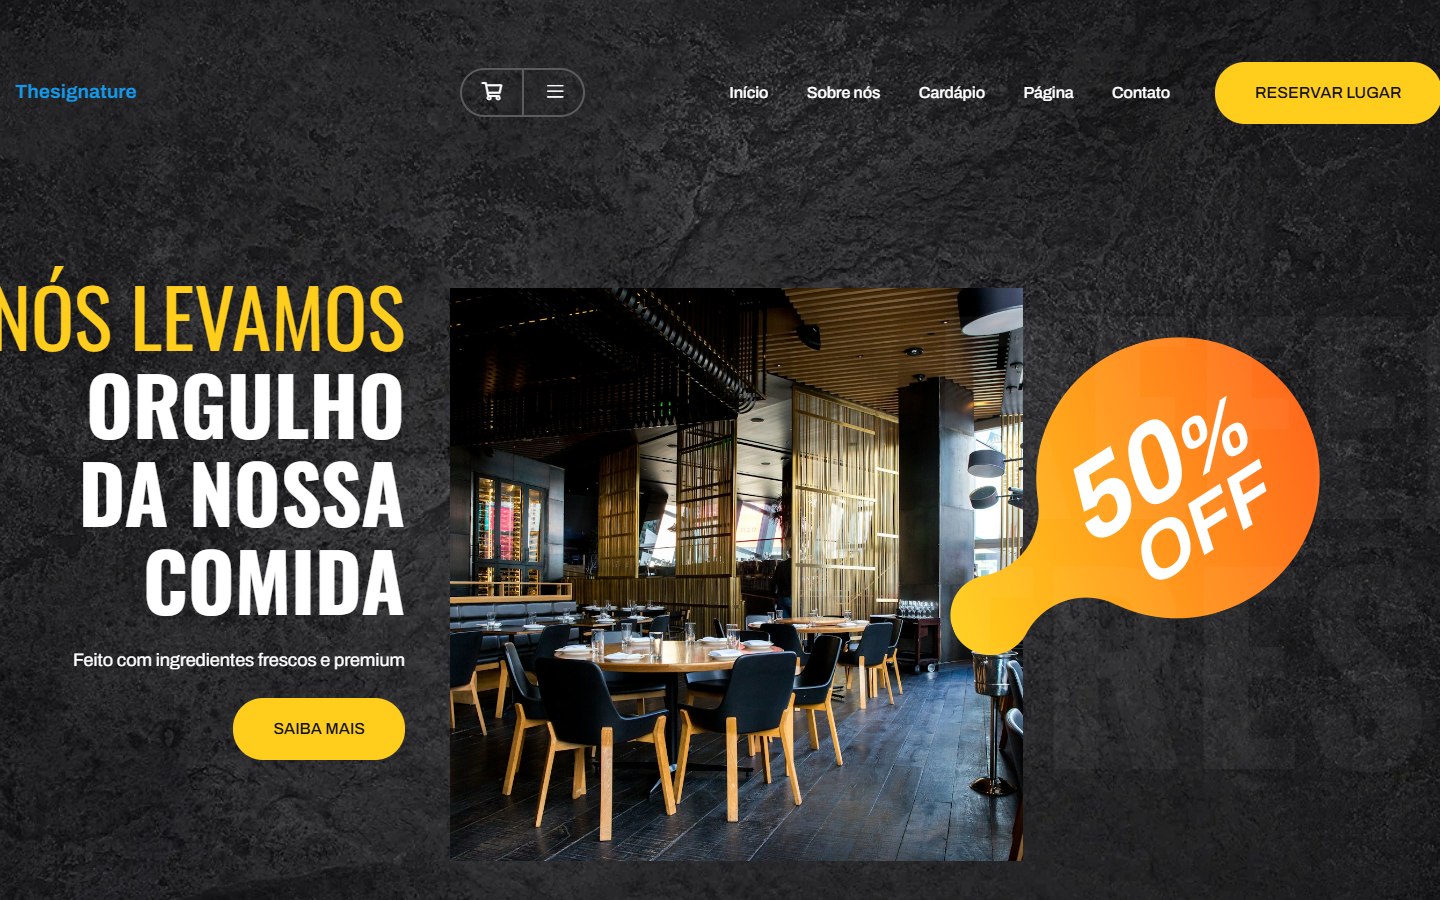 Thesignature
Início
Sobre nós
Cardápio
Página
Contato
RESERVAR LUGAR
NÓS LEVAMOS
ORGULHO
DA NOSSA
COMIDA
Feito com ingredientes frescos e premium
SAIBA MAIS
50%
OFF